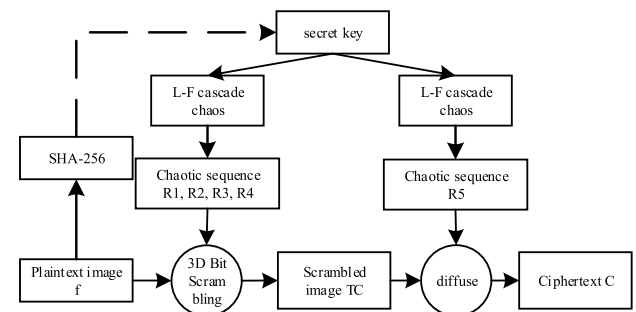 secret key
L-F cascade
chaos
L-F cascade
chaos
SHA-256
Chaotic sequence
R1, R2, R3, R4
Chaotic sequence
R5
Plaintext image
f
3D Bit
Scram
bling
Scrambled
image TC
diffuse
Ciphertext C